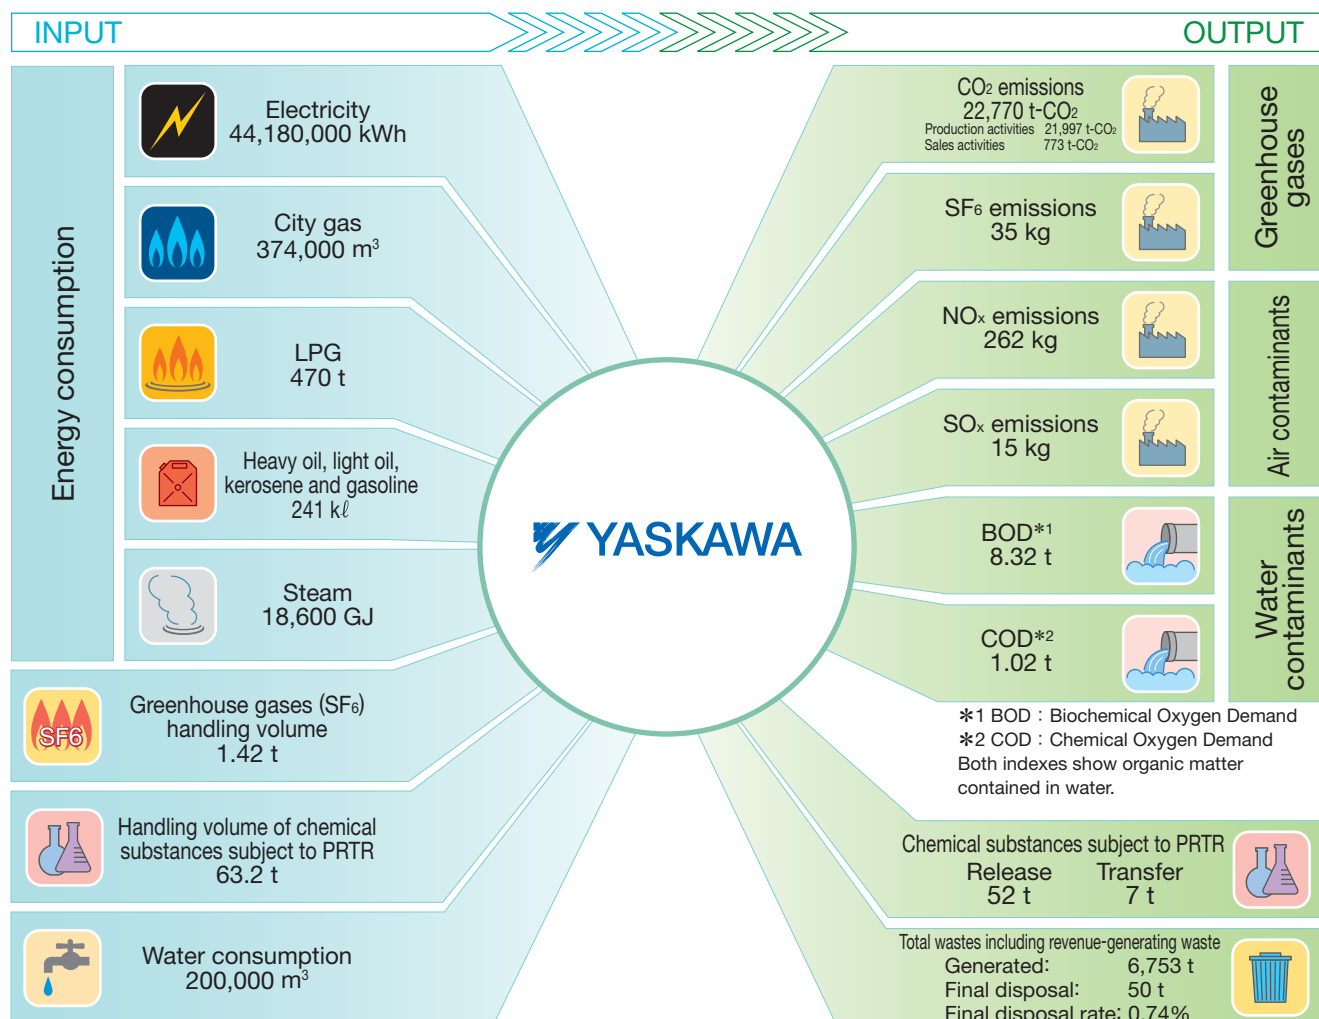 INPUT
OUTPUT
Energy consumption
Electricity
44,180,000 kWh
City gas
374,000 m³
LPG
470 t
Heavy oil, light oil,
kerosene and gasoline
241 kℓ
Steam
18,600 GJ
SF6
Greenhouse gases (SF₆)
handling volume
1.42 t
Handling volume of chemical
substances subject to PRTR
63.2 t
Water consumption
200,000 m³
YASKAWA
CO₂ emissions
22,770 t-CO₂
Production activities 21,997 t-CO₂
Sales activities 773 t-CO₂
SF₆ emissions
35 kg
Greenhouse
gases
NOx emissions
262 kg
SOx emissions
15 kg
Air contaminants
BOD*1
8.32 t
COD*2
1.02 t
Water
contaminants
*1 BOD : Biochemical Oxygen Demand
*2 COD : Chemical Oxygen Demand
Both indexes show organic matter
contained in water.
Chemical substances subject to PRTR
Release Transfer
52 t 7 t
Total wastes including revenue-generating waste
Generated: 6,753 t
Final disposal: 50 t
Final disposal rate: 0.74%